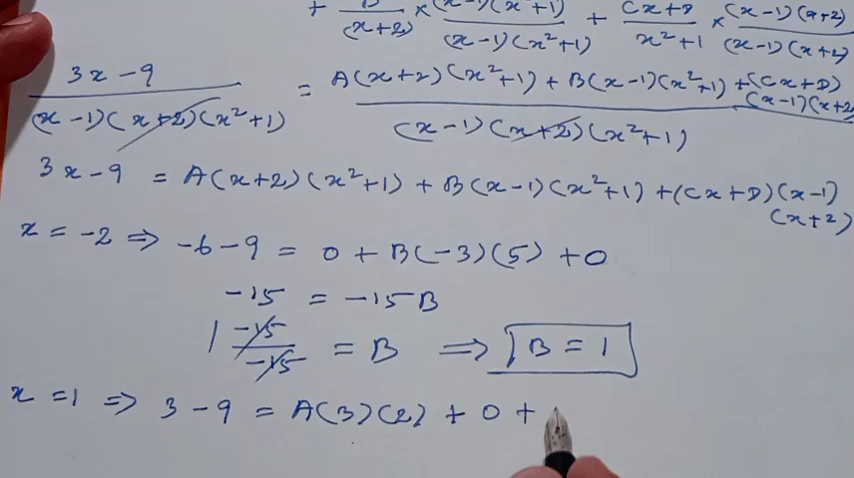 + B/(x+2) × (x-1)(x²+1)/(x-1)(x²+1) + Cx+D/x²+1 × (x-1)(x+2)/(x-1)(x+2)
3x-9/(x-1)(x+2)(x²+1) = A(x+2)(x²+1) + B(x-1)(x²+1) + (Cx+D)(x-1)(x+2)/(x-1)(x+2)(x²+1)
3x-9 = A(x+2)(x²+1) + B(x-1)(x²+1) + (Cx+D)(x-1)
(x+2)
x = -2 ⇒ -6-9 = 0 + B(-3)(5) + 0
-15 = -15B
1 -15/-15 = B ⇒ B = 1
x = 1 ⇒ 3-9 = A(3)(2) + 0 +